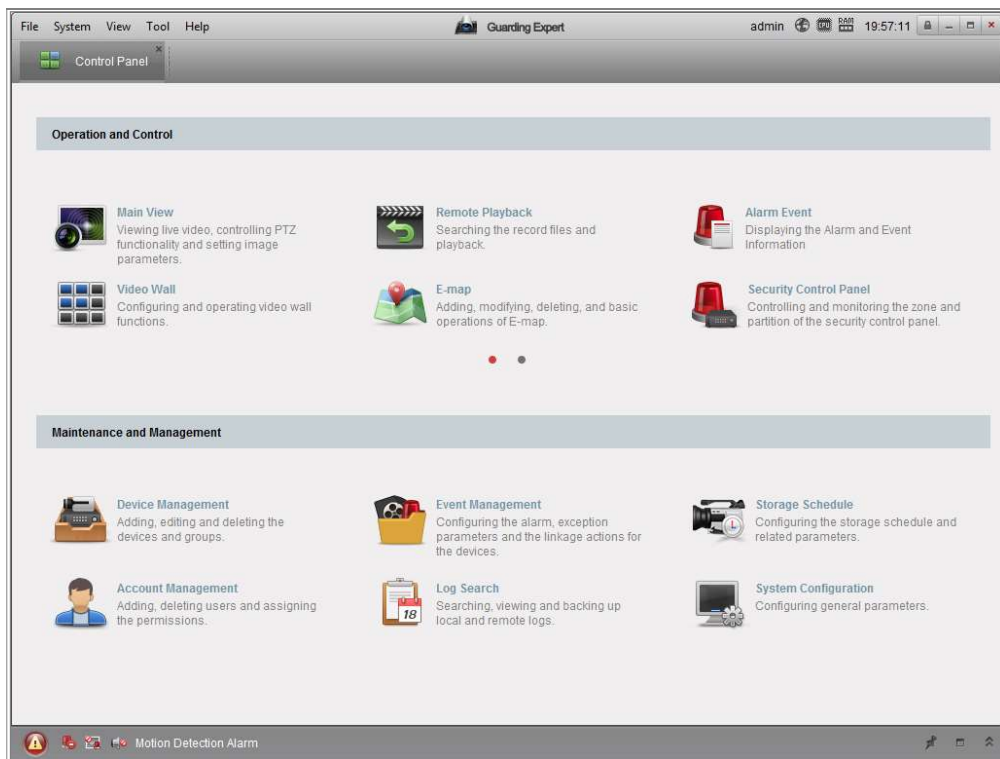 File System View Tool Help Guarding Expert admin CPU RAM 19:57:11
Control Panel
Operation and Control
Main View
Viewing live video, controlling PTZ
functionality and setting image
parameters.
Remote Playback
Searching the record files and
playback.
Alarm Event
Displaying the Alarm and Event
Information
Video Wall
Configuring and operating video wall
functions.
E-map
Adding, modifying, deleting, and basic
operations of E-map.
Security Control Panel
Controlling and monitoring the zone and
partition of the security control panel.
Maintenance and Management
Device Management
Adding, editing and deleting the
devices and groups.
Event Management
Configuring the alarm, exception
parameters and the linkage actions for
the devices.
Storage Schedule
Configuring the storage schedule and
related parameters.
Account Management
Adding, deleting users and assigning
the permissions.
Log Search
Searching, viewing and backing up
local and remote logs.
18
System Configuration
Configuring general parameters.
Motion Detection Alarm